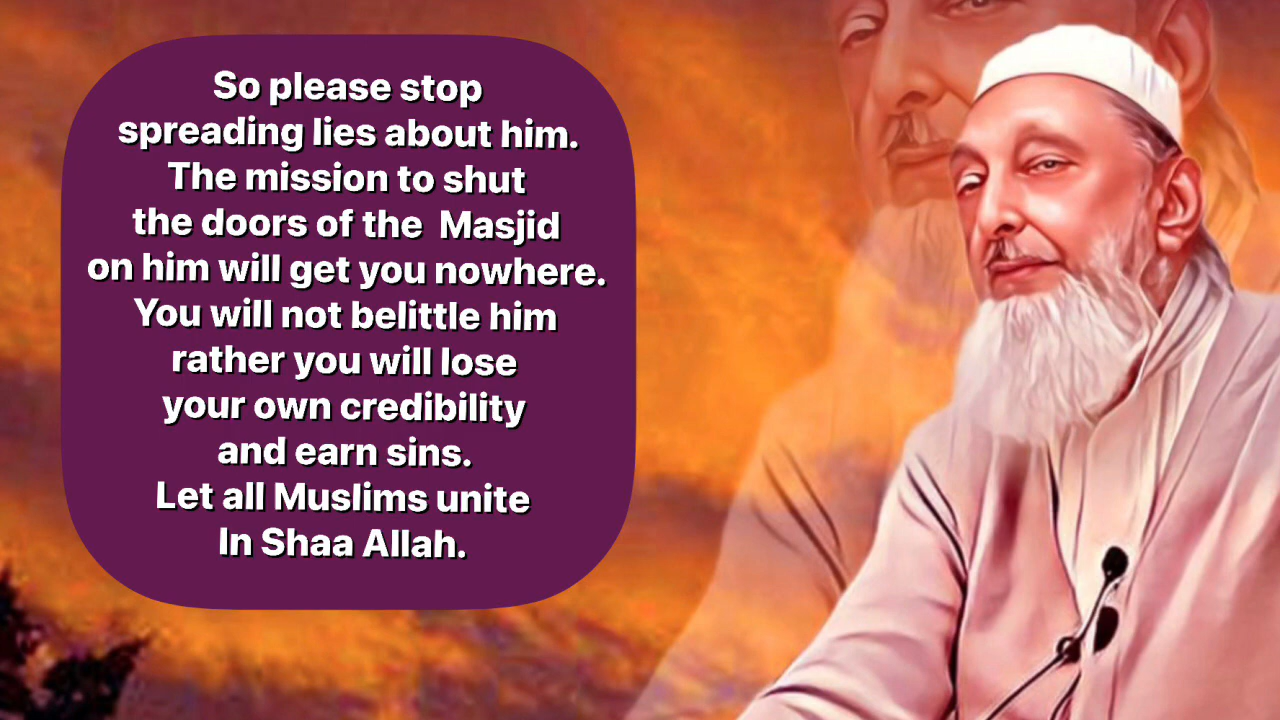 So please stop
spreading lies about him.
The mission to shut
the doors of the  Masjid
on him will get you nowhere.
You will not belittle him
rather you will lose
your own credibility
and earn sins.
Let all Muslims unite
In Shaa Allah.